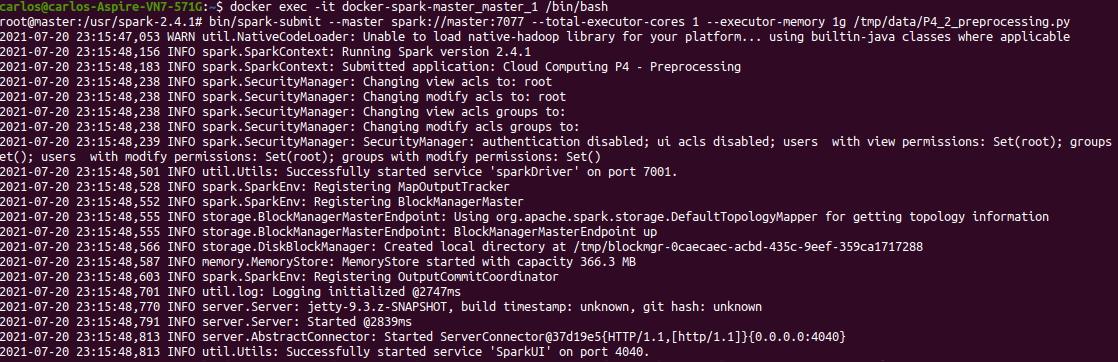 carlos@carlos-Aspire-VN7-571G:~$ docker exec -it docker-spark-master_master_1 /bin/bash
root@master:/usr/spark-2.4.1# bin/spark-submit --master spark://master:7077 --total-executor-cores 1 --executor-memory 1g /tmp/data/P4_2_preprocessing.py
2021-07-20 23:15:47,053 WARN util.NativeCodeLoader: Unable to load native-hadoop library for your platform... using builtin-java classes where applicable
2021-07-20 23:15:48,156 INFO spark.SparkContext: Running Spark version 2.4.1
2021-07-20 23:15:48,183 INFO spark.SparkContext: Submitted application: Cloud Computing P4 - Preprocessing
2021-07-20 23:15:48,238 INFO spark.SecurityManager: Changing view acls to: root
2021-07-20 23:15:48,238 INFO spark.SecurityManager: Changing modify acls to: root
2021-07-20 23:15:48,238 INFO spark.SecurityManager: Changing view acls groups to:
2021-07-20 23:15:48,238 INFO spark.SecurityManager: Changing modify acls groups to:
2021-07-20 23:15:48,239 INFO spark.SecurityManager: SecurityManager: authentication disabled; ui acls disabled; users  with view permissions: Set(root); groups
et(); users  with modify permissions: Set(root); groups with modify permissions: Set()
2021-07-20 23:15:48,501 INFO util.Utils: Successfully started service 'sparkDriver' on port 7001.
2021-07-20 23:15:48,528 INFO spark.SparkEnv: Registering MapOutputTracker
2021-07-20 23:15:48,552 INFO spark.SparkEnv: Registering BlockManagerMaster
2021-07-20 23:15:48,555 INFO storage.BlockManagerMasterEndpoint: Using org.apache.spark.storage.DefaultTopologyMapper for getting topology information
2021-07-20 23:15:48,555 INFO storage.BlockManagerMasterEndpoint: BlockManagerMasterEndpoint up
2021-07-20 23:15:48,566 INFO storage.DiskBlockManager: Created local directory at /tmp/blockmgr-0caecaec-acbd-435c-9eef-359ca1717288
2021-07-20 23:15:48,587 INFO memory.MemoryStore: MemoryStore started with capacity 366.3 MB
2021-07-20 23:15:48,603 INFO spark.SparkEnv: Registering OutputCommitCoordinator
2021-07-20 23:15:48,701 INFO util.log: Logging initialized @2747ms
2021-07-20 23:15:48,770 INFO server.Server: jetty-9.3.z-SNAPSHOT, build timestamp: unknown, git hash: unknown
2021-07-20 23:15:48,791 INFO server.Server: Started @2839ms
2021-07-20 23:15:48,813 INFO server.AbstractConnector: Started ServerConnector@37d19e5{HTTP/1.1,[http/1.1]}{0.0.0.0:4040}
2021-07-20 23:15:48,813 INFO util.Utils: Successfully started service 'SparkUI' on port 4040.